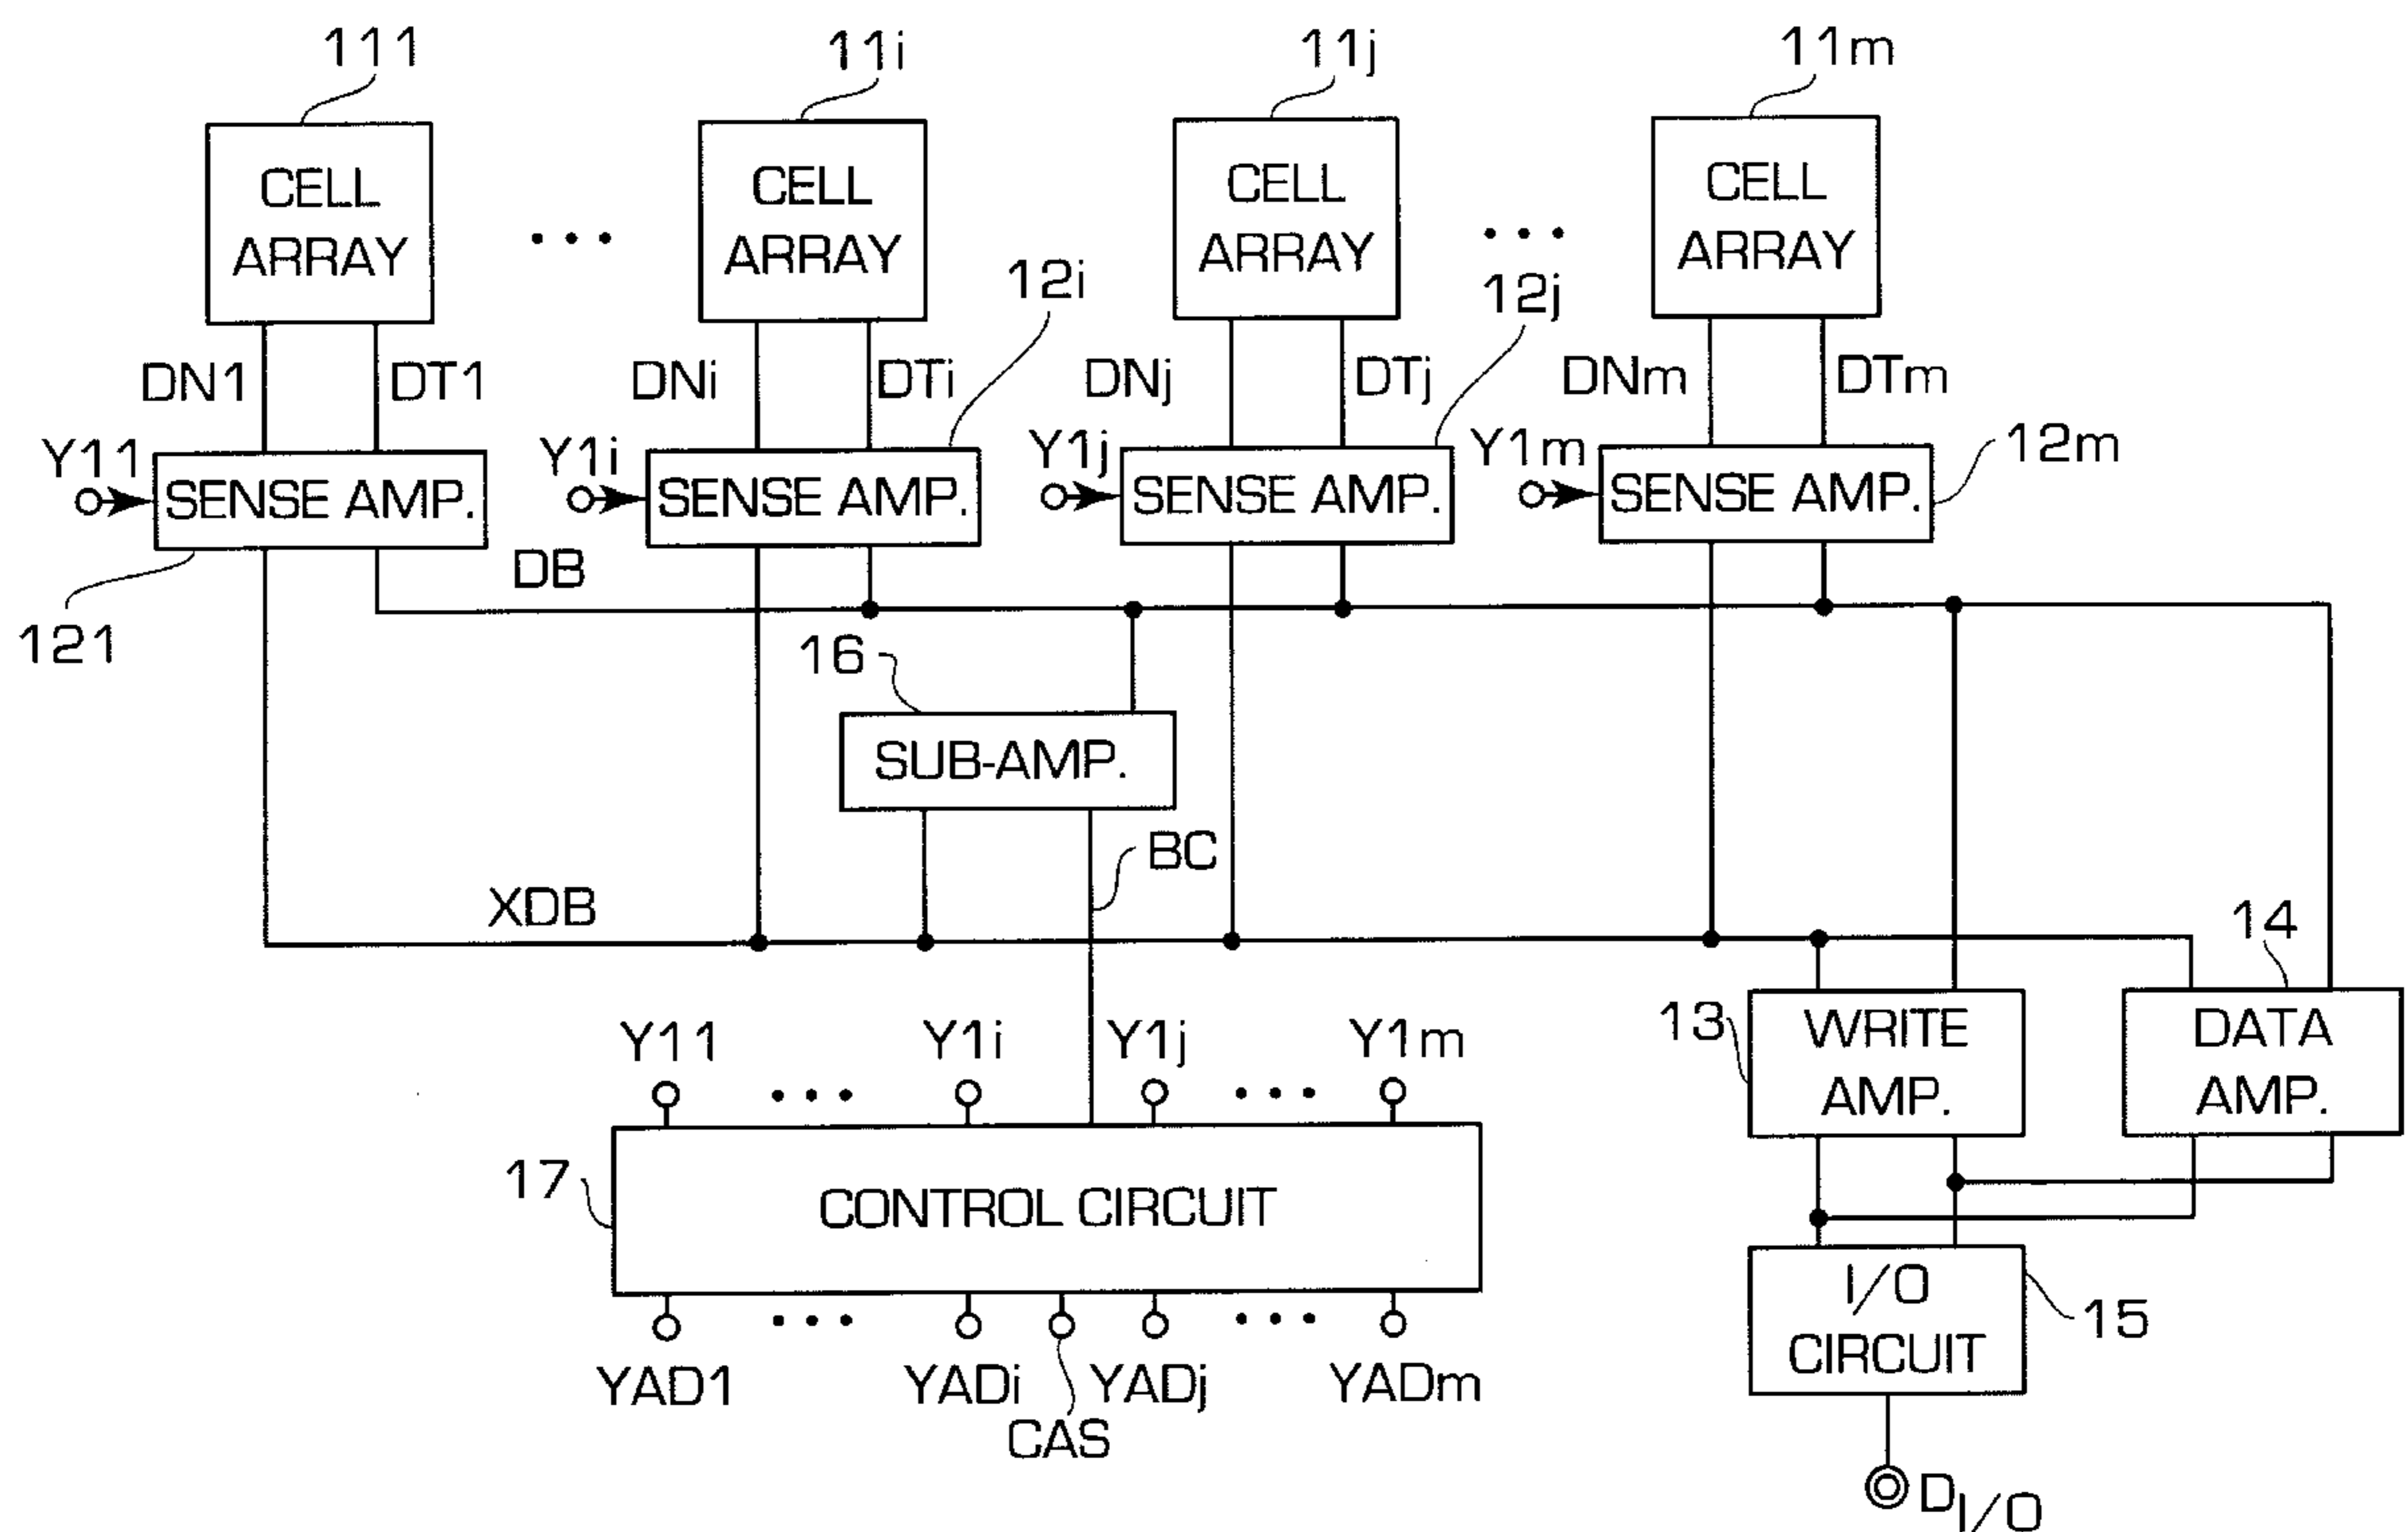 111
11i
11j
11m
CELL
ARRAY
CELL
ARRAY
CELL
ARRAY
CELL
ARRAY
• • •
• • •
12i
12j
DN1
DT1
DNi
DTi
DNj
DTj
DNm
DTm
Y11
Y1i
Y1j
Y1m
12m
SENSE AMP.
SENSE AMP.
SENSE AMP.
SENSE AMP.
DB
121
16
SUB-AMP.
BC
XDB
14
13
WRITE
AMP.
DATA
AMP.
Y11
Y1i
Y1j
Y1m
• • •
• • •
17
CONTROL CIRCUIT
I/O
CIRCUIT
15
• • •
• • •
YAD1
YADi
YADj
YADm
CAS
DI/O